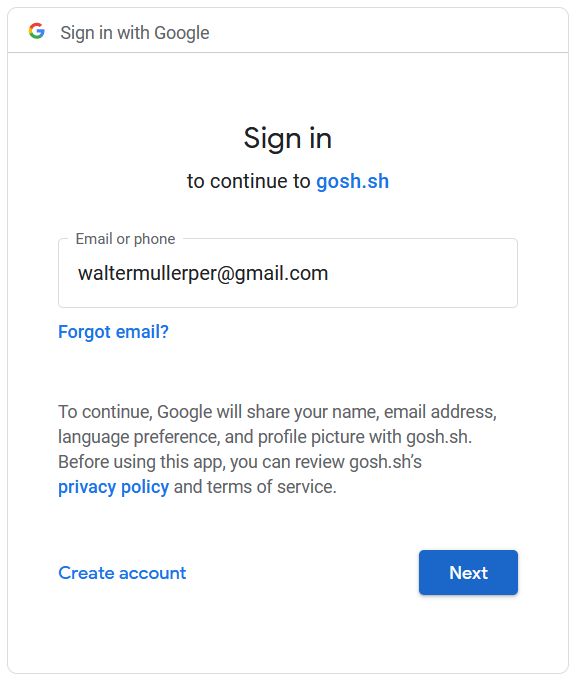 Sign in with Google
Sign in
to continue to gosh.sh
Email or phone
waltermullerper@gmail.com
Forgot email?
To continue, Google will share your name, email address,
language preference, and profile picture with gosh.sh.
Before using this app, you can review gosh.sh’s
privacy policy and terms of service.
Create account
Next